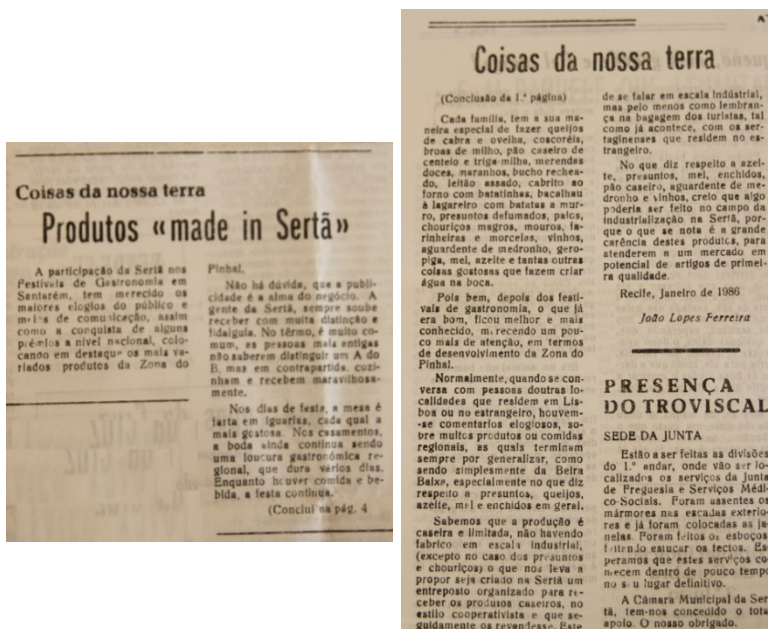 Coisas da nossa terra
Produtos «made in Sertã»
A participação da Sertã nos
Festivais de Gastronomia em
Santarém, tem merecido os
maiores elogios do público e
meios de comunicação, assim
como a conquista de alguns
prémios a nível nacional, colo-
cando em destaque os mais va-
riados produtos da Zona do
Pinhal.
Não há dúvida, que a publi-
cidade é a alma do negócio. A
gente da Sertã, sempre soube
receber com muita distinção e
fidalguia. No têrmo, é muito co-
mum, as pessoas mais antigas
não saberem distinguir um A do
B, mas em contrapartida, cozi-
nham e recebem maravilhosa-
mente.
Nos dias de festa, a mesa é
farta em iguarias, cada qual a
mais gostosa. Nos casamentos,
a boda ainda continua sendo
uma loucura gastronómica re-
gional, que dura vários dias.
Enquanto houver comida e be-
bida, a festa continua.
(Conclui na pág. 4
Coisas da nossa terra
(Conclusão da 1.ª página)
Cada família, tem a sua ma-
neira especial de fazer queijos
de cabra e ovelha, coscoréis,
broas de milho, pão caseiro de
centeio e triga-milha, merendas
doces, maranhos, bucho rechea-
do, leitão assado, cabrito ao
forno com batatinhas, bacalhau
à lagareiro com batatas a mur-
ro, presuntos defumados, paios,
chouriços magros, mouros, fa-
rinheiras e morcelas, vinhos,
aguardente de medronho, gero-
piga, mel, azeite e tantas outras
coisas gostosas que fazem criar
água na boca.
Pois bem, depois dos festi-
vais de gastronomia, o que já
era bom, ficou melhor e mais
conhecido, merecendo um pou-
co mais de atenção, em termos
de desenvolvimento da Zona do
Pinhal.
Normalmente, quando se con-
versa com pessoas doutras lo-
calidades que residem em Lis-
boa ou no estrangeiro, houvem-
-se comentários elogiosos, so-
bre muitos produtos ou comidas
regionais, as quais terminam
sempre por generalizar, como
sendo simplesmente da Beira
Baixa, especialmente no que diz
respeito a presuntos, queijos,
azeite, mel e enchidos em geral.
Sabemos que a produção é
caseira e limitada, não havendo
fabrico em escala industrial,
(excepto no caso dos presuntos
e chouriços) o que nos leva a
propor seja criado na Sertã um
entreposto organizado para re-
ceber os produtos caseiros, no
estilo cooperativista e que se-
guidamente os revendesse. Este
de se falar em escala indústrial,
mas pelo menos como lembran-
ça na bagagem dos turistas, tal
como já acontece, com os ser-
taginenses que residem no es-
trangeiro.
No que diz respeito a azei-
te, presuntos, mel, enchidos,
pão caseiro, aguardente de me-
dronho e vinhos, creio que algo
poderia ser feito no campo da
industrialização na Sertã, por-
que o que se nota é a grande
carência destes produtos, para
atenderem a um mercado em
potencial de artigos de primei-
ra qualidade.
Recife, Janeiro de 1986
João Lopes Ferreira
PRESENÇA
DO TROVISCAL
SEDE DA JUNTA
Estão a ser feitas as divisões
do 1.º andar, onde vão ser lo-
calizados os serviços da Junta
de Freguesia e Serviços Médi-
co-Sociais. Foram assentes os
mármores nas escadas exterio-
res e já foram colocadas as ja-
nelas. Foram feitos os esboços
f ltendo estucar os tectos. Es-
peramos que estes serviços co-
mecem dentro de pouco tempo
no seu lugar definitivo.
A Câmara Municipal da Ser
tã, tem-nos concedido o tota
apoio. O nosso obrigado.